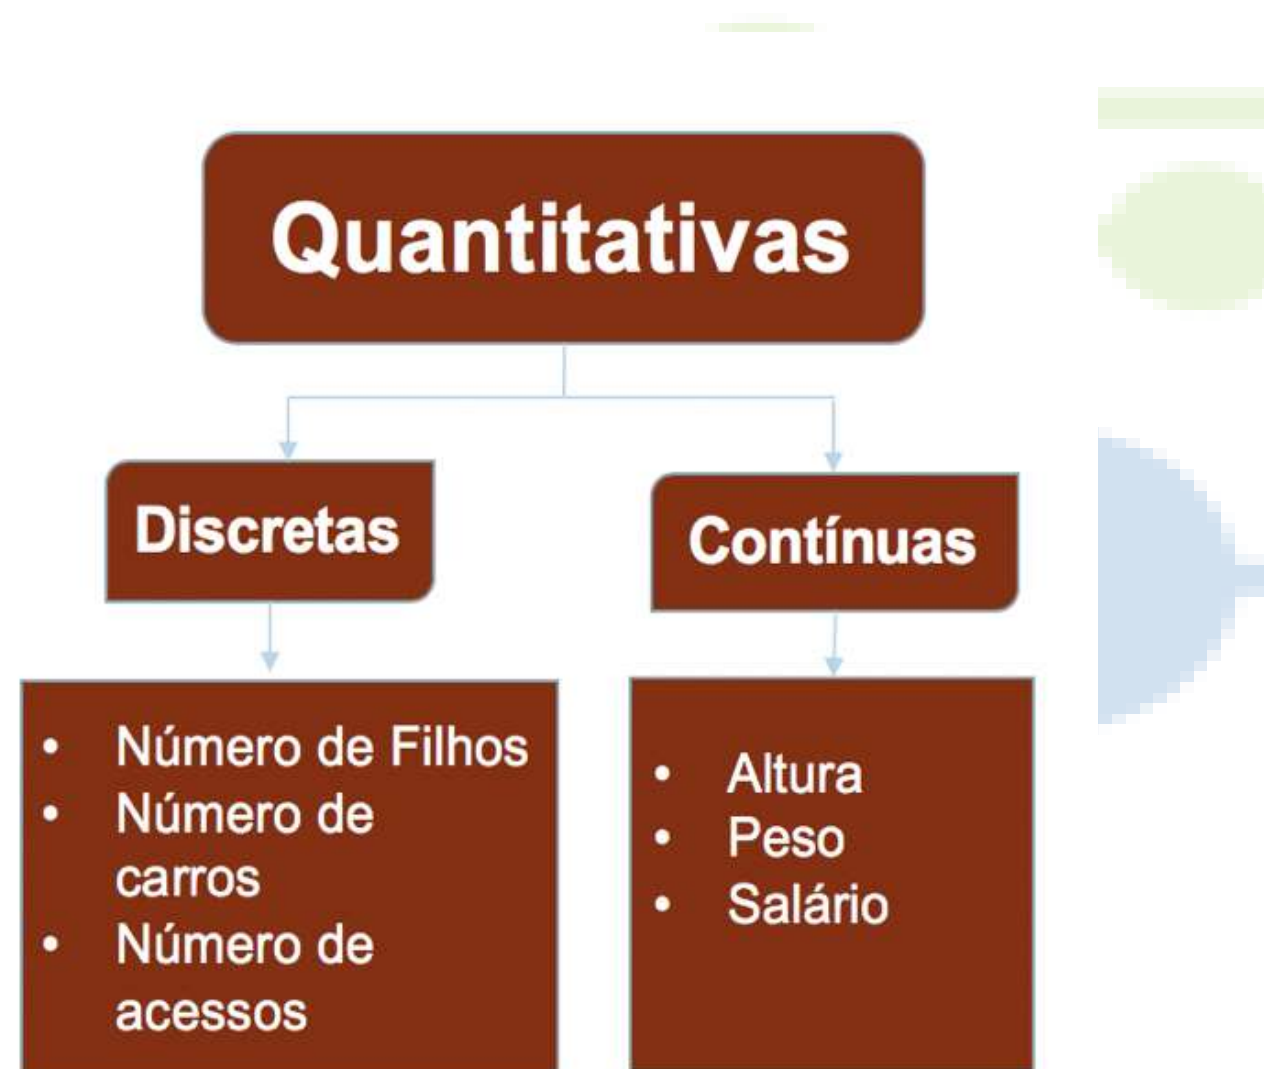 Quantitativas
Discretas
Contínuas
• Número de Filhos
• Número de
carros
• Número de
acessos
• Altura
• Peso
• Salário